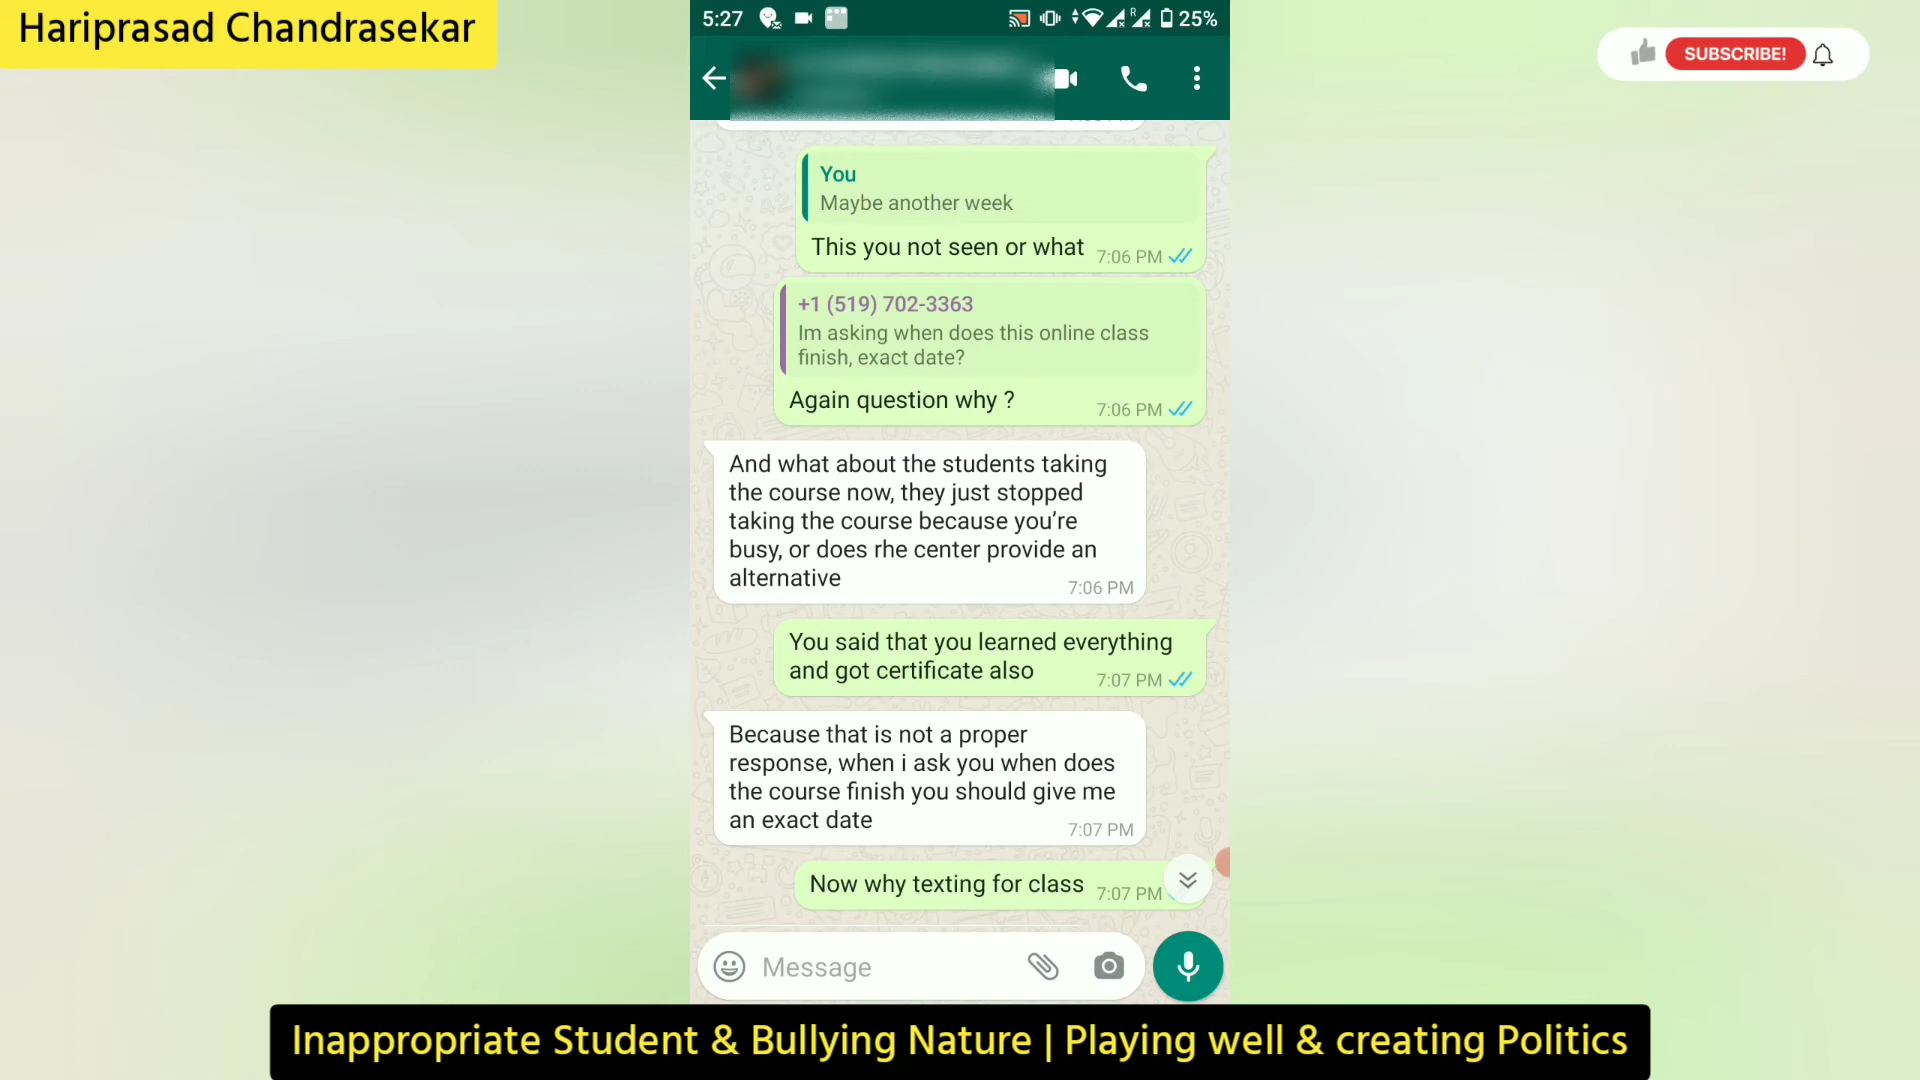 Hariprasad Chandrasekar
5:27
R
25%
SUBSCRIBE!
You
Maybe another week
This you not seen or what
7:06 PM
+1 (519) 702-3363
Im asking when does this online class
finish, exact date?
Again question why ?
7:06 PM
And what about the students taking
the course now, they just stopped
taking the course because you’re
busy, or does rhe center provide an
alternative
7:06 PM
You said that you learned everything
and got certificate also
7:07 PM
Because that is not a proper
response, when i ask you when does
the course finish you should give me
an exact date
7:07 PM
Now why texting for class
7:07 PM
Message
Inappropriate Student & Bullying Nature | Playing well & creating Politics